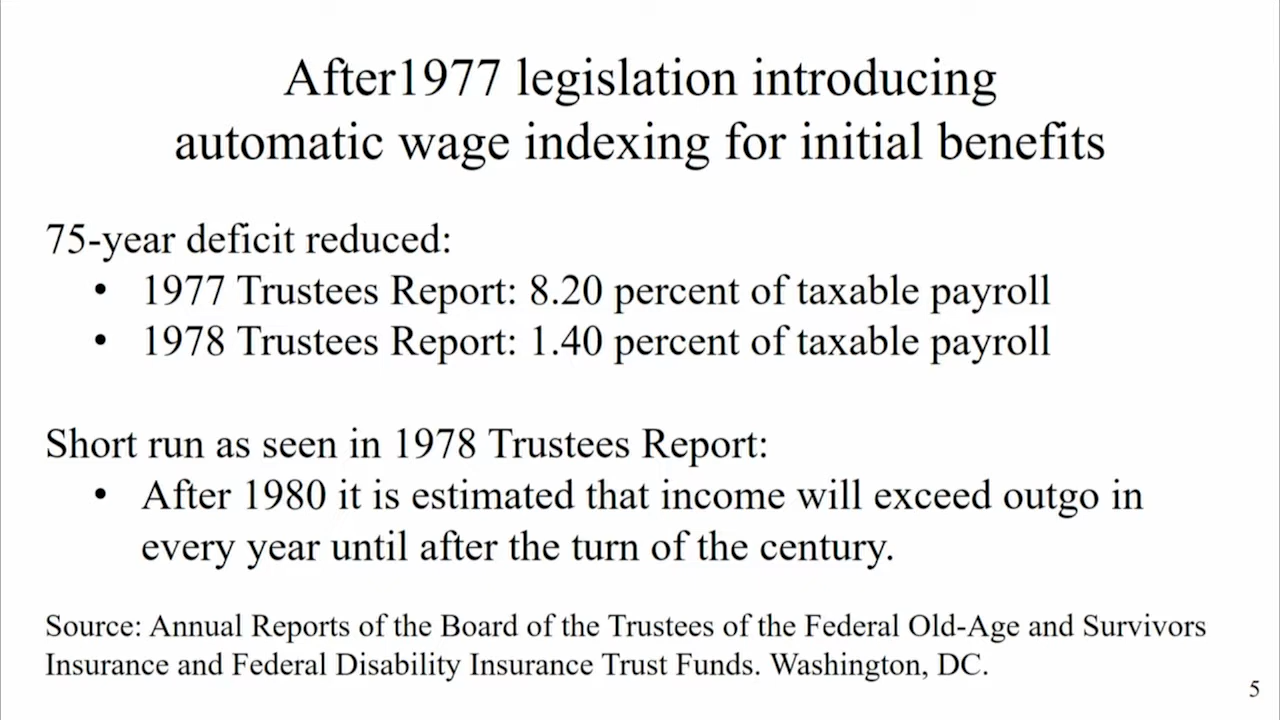 After1977 legislation introducing
automatic wage indexing for initial benefits
75-year deficit reduced:
• 1977 Trustees Report: 8.20 percent of taxable payroll
• 1978 Trustees Report: 1.40 percent of taxable payroll
Short run as seen in 1978 Trustees Report:
• After 1980 it is estimated that income will exceed outgo in
every year until after the turn of the century.
Source: Annual Reports of the Board of the Trustees of the Federal Old-Age and Survivors
Insurance and Federal Disability Insurance Trust Funds. Washington, DC.
5